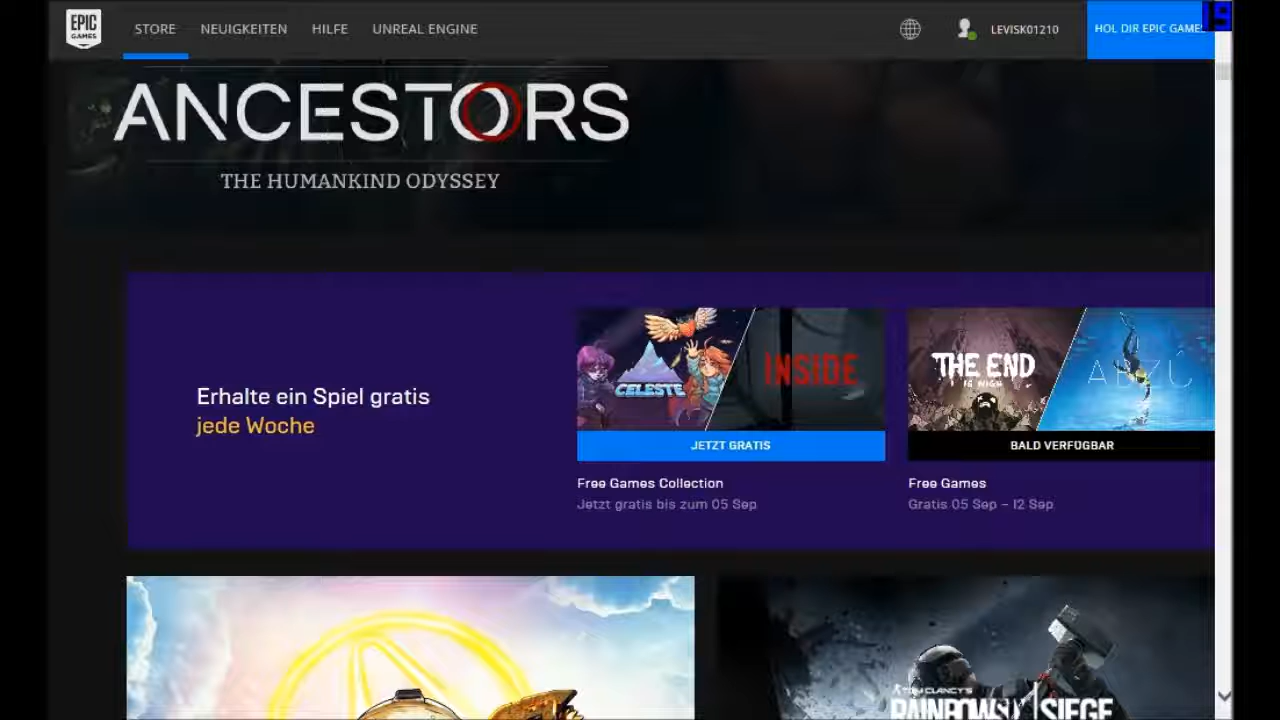 EPIC
GAMES
STORE
NEUIGKEITEN
HILFE
UNREAL ENGINE
LEVISK01210
HOL DIR EPIC GAMES
19
ANCESTORS
THE HUMANKIND ODYSSEY
Erhalte ein Spiel gratis
jede Woche
CELESTE
INSIDE
JETZT GRATIS
Free Games Collection
Jetzt gratis bis zum 05 Sep
THE END
IS NIGH
ABZÛ
BALD VERFÜGBAR
Free Games
Gratis 05 Sep – 12 Sep
TOM CLANCY'S
RAINBOW SIEGE